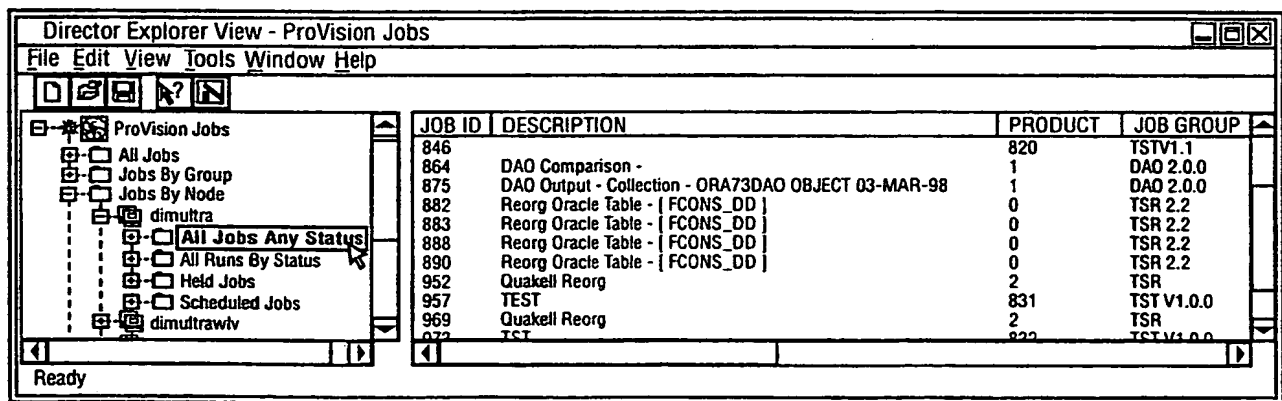 Director Explorer View - ProVision Jobs
File Edit View Tools Window Help
ProVision Jobs
All Jobs
Jobs By Group
Jobs By Node
dimultra
All Jobs Any Status
All Runs By Status
Held Jobs
Scheduled Jobs
dimultrawlv
JOB ID DESCRIPTION PRODUCT JOB GROUP
846 820 TSTV1.1
864 DAO Comparison - 1 DAO 2.0.0
875 DAO Output - Collection - ORA73DAO OBJECT 03-MAR-98 1 DAO 2.0.0
882 Reorg Oracle Table - [ FCONS_DD ] 0 TSR 2.2
883 Reorg Oracle Table - [ FCONS_DD ] 0 TSR 2.2
888 Reorg Oracle Table - [ FCONS_DD ] 0 TSR 2.2
890 Reorg Oracle Table - [ FCONS_DD ] 0 TSR 2.2
952 Quakell Reorg 2 TSR
957 TEST 831 TST V1.0.0
969 Quakell Reorg 2 TSR
TST TST V1.0.0
Ready